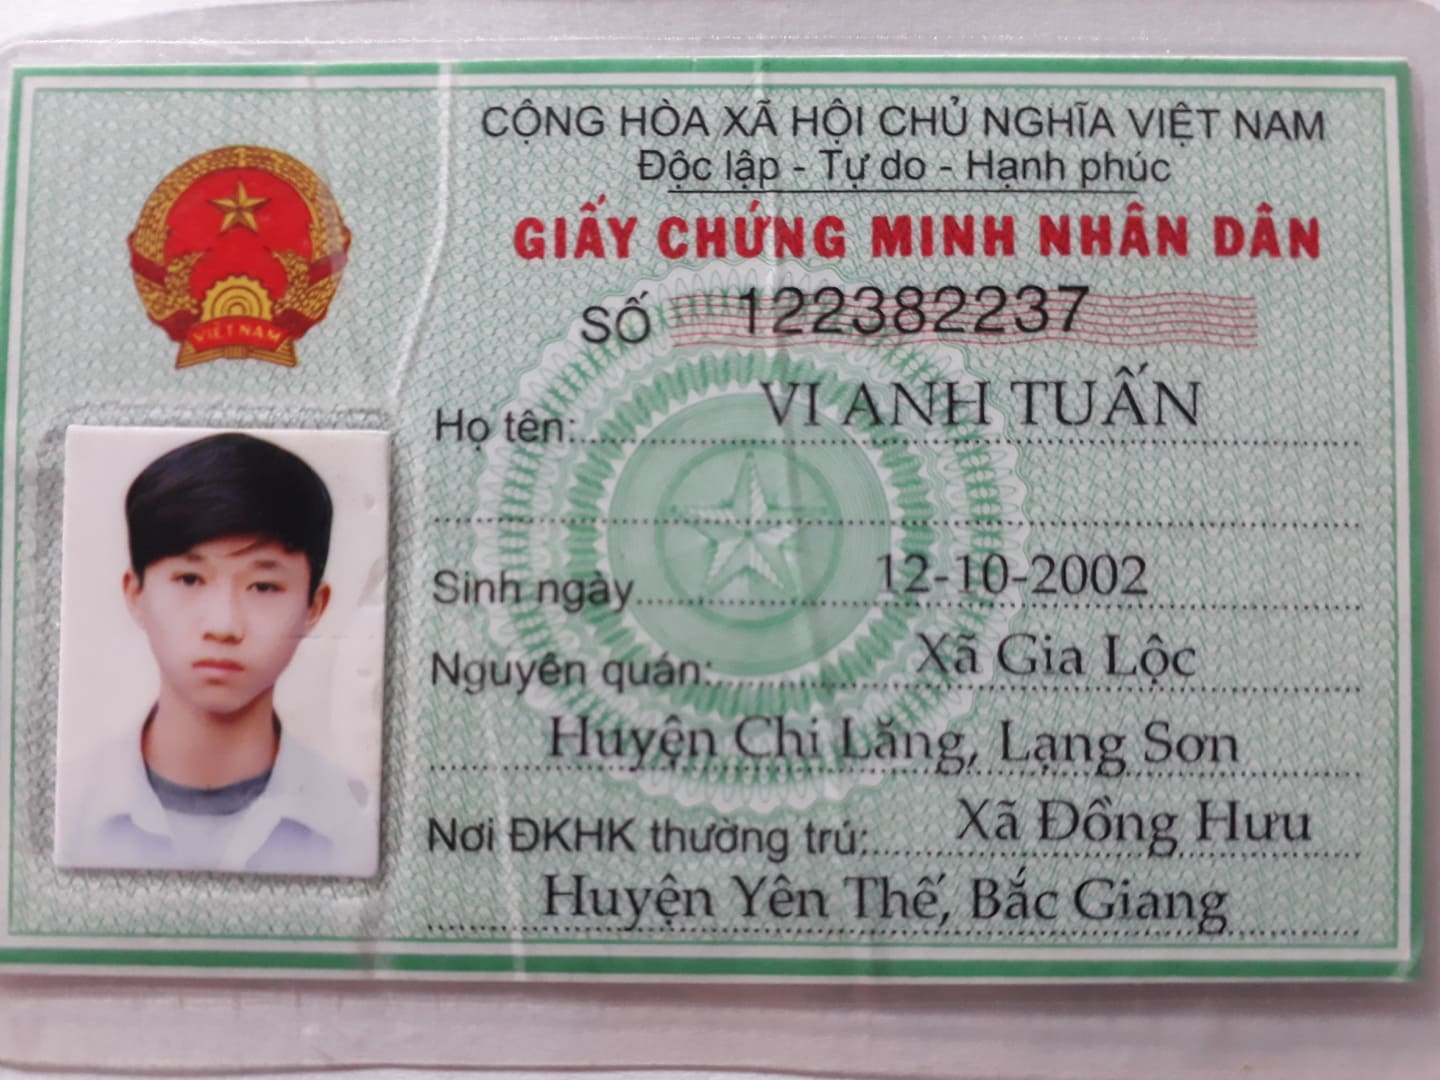 CỘNG HÒA XÃ HỘI CHỦ NGHĨA VIỆT NAM
Độc lập - Tự do - Hạnh phúc
GIẤY CHỨNG MINH NHÂN DÂN
SỐ 122382237
VIỆT NAM
Họ tên: VI ANH TUẤN
Sinh ngày 12-10-2002
Nguyên quán: Xã Gia Lộc
Huyện Chi Lăng, Lạng Sơn
Nơi ĐKHK thường trú: Xã Đồng Hưu
Huyện Yên Thế, Bắc Giang